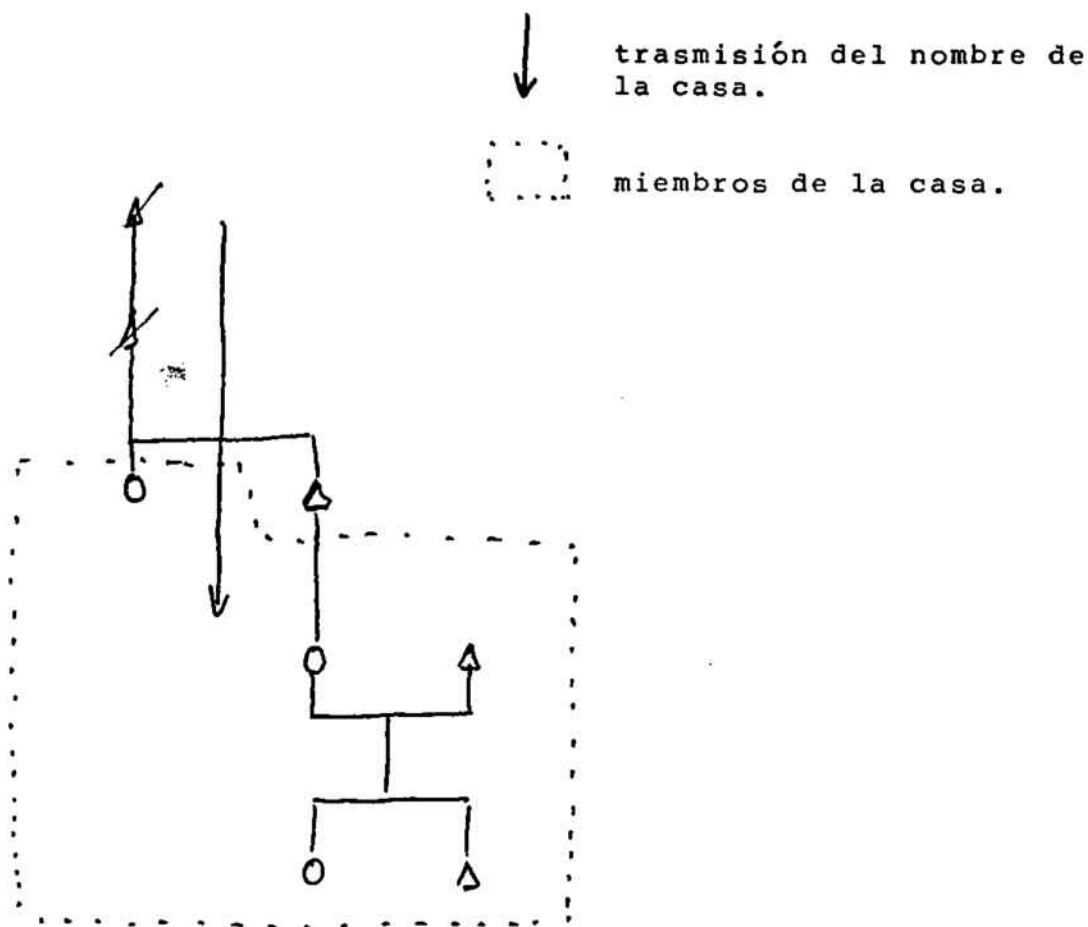 trasmisión del nombre de
la casa.
miembros de la casa.